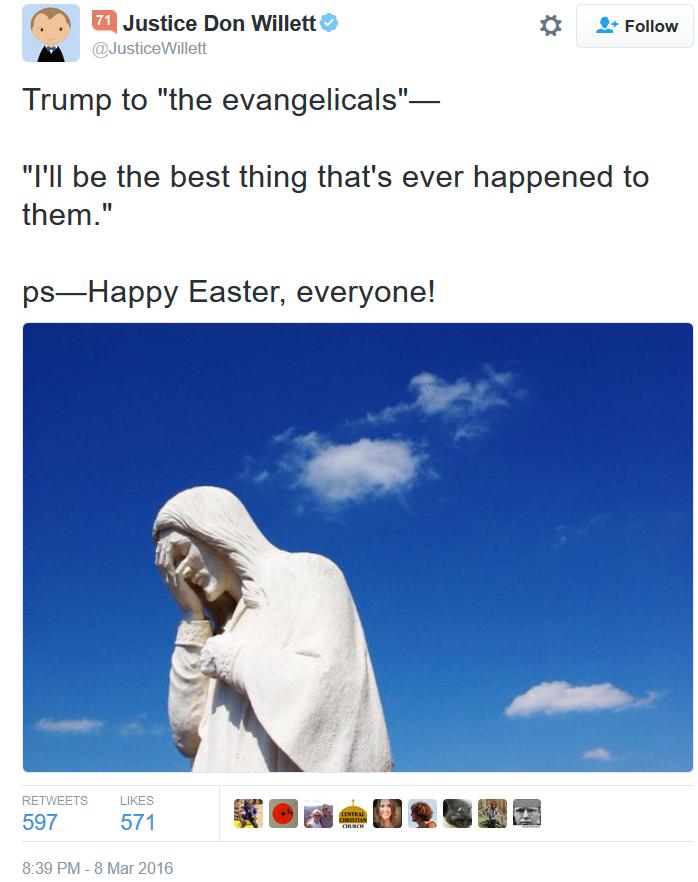 71 Justice Don Willett
@JusticeWillett
Follow
Trump to "the evangelicals"—
"I'll be the best thing that's ever happened to
them."
ps—Happy Easter, everyone!
RETWEETS LIKES
597 571
CENTRAL
CHRISTIAN
CHURCH
8:39 PM - 8 Mar 2016